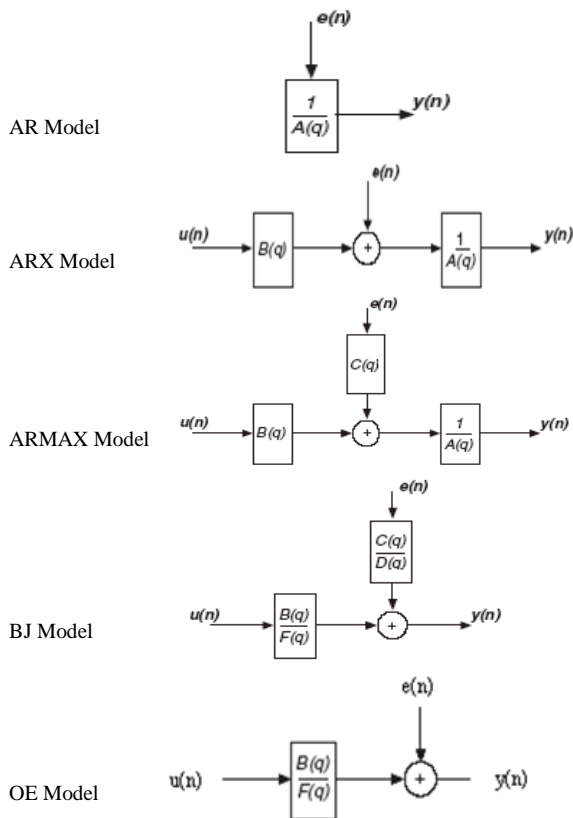 e(n)
AR Model
1
A(q)
y(n)
e(n)
ARX Model
u(n)
B(q)
+
1
A(q)
y(n)
e(n)
C(q)
ARMAX Model
u(n)
B(q)
+
1
A(q)
y(n)
e(n)
C(q)
D(q)
BJ Model
u(n)
B(q)
F(q)
+
y(n)
e(n)
OE Model
u(n)
B(q)
F(q)
+
y(n)